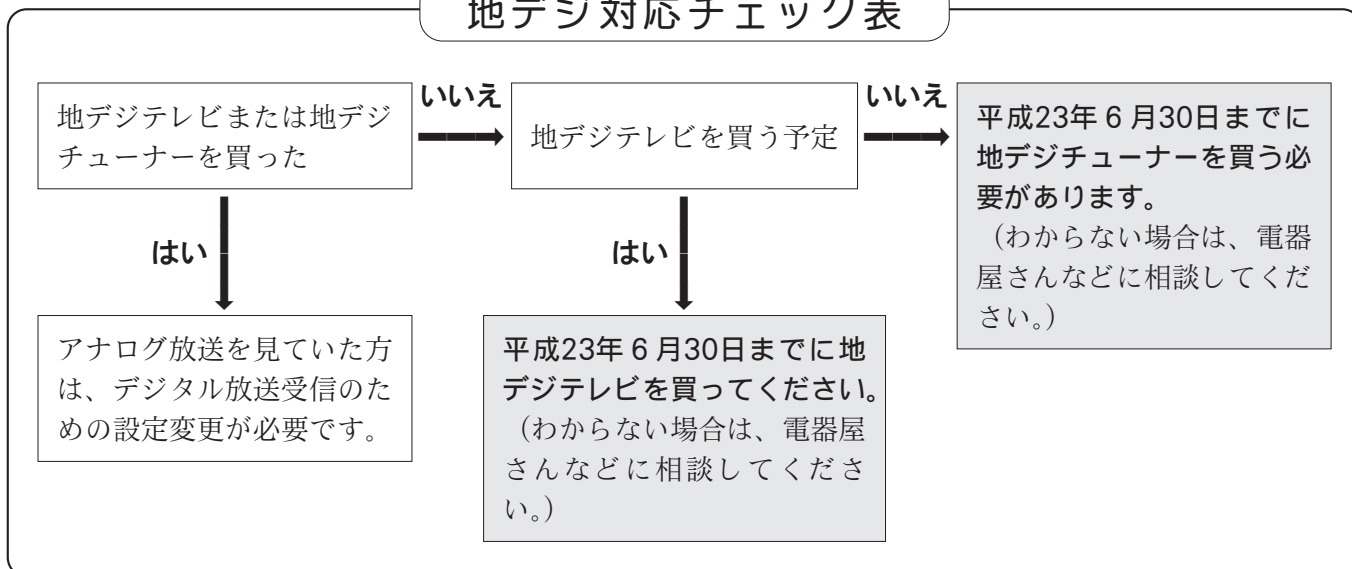 地デジ対応チェック表
地デジテレビまたは地デジ
チューナーを買った
いいえ
地デジテレビを買う予定
いいえ
平成23年6月30日までに
地デジチューナーを買う必
要があります。
（わからない場合は、電器
屋さんなどに相談してくだ
さい。）
はい
はい
アナログ放送を見ていた方
は、デジタル放送受信のた
めの設定変更が必要です。
平成23年6月30日までに地
デジテレビを買ってください。
（わからない場合は、電器屋
さんなどに相談してくださ
い。）